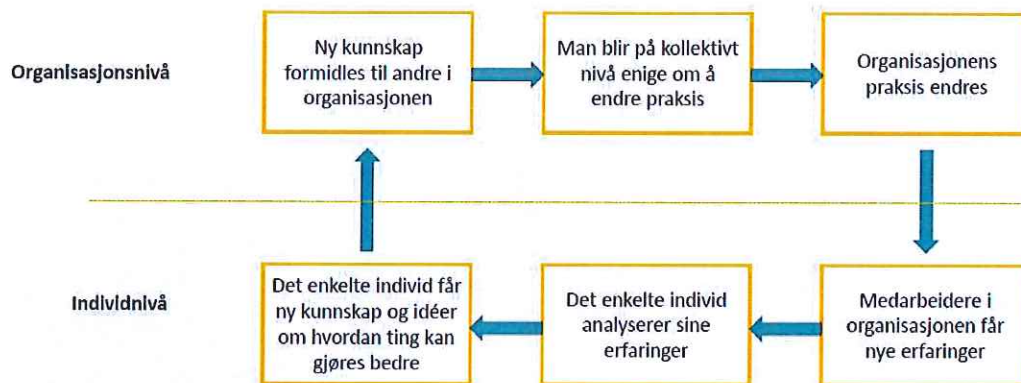 Organisasjonsnivå
Ny kunnskap
formidles til andre i
organisasjonen
Man blir på kollektivt
nivå enige om å
endre praksis
Organisasjonens
praksis endres
Individnivå
Det enkelte individ får
ny kunnskap og idéer
om hvordan ting kan
gjøres bedre
Det enkelte individ
analyserer sine
erfaringer
Medarbeidere i
organisasjonen får
nye erfaringer